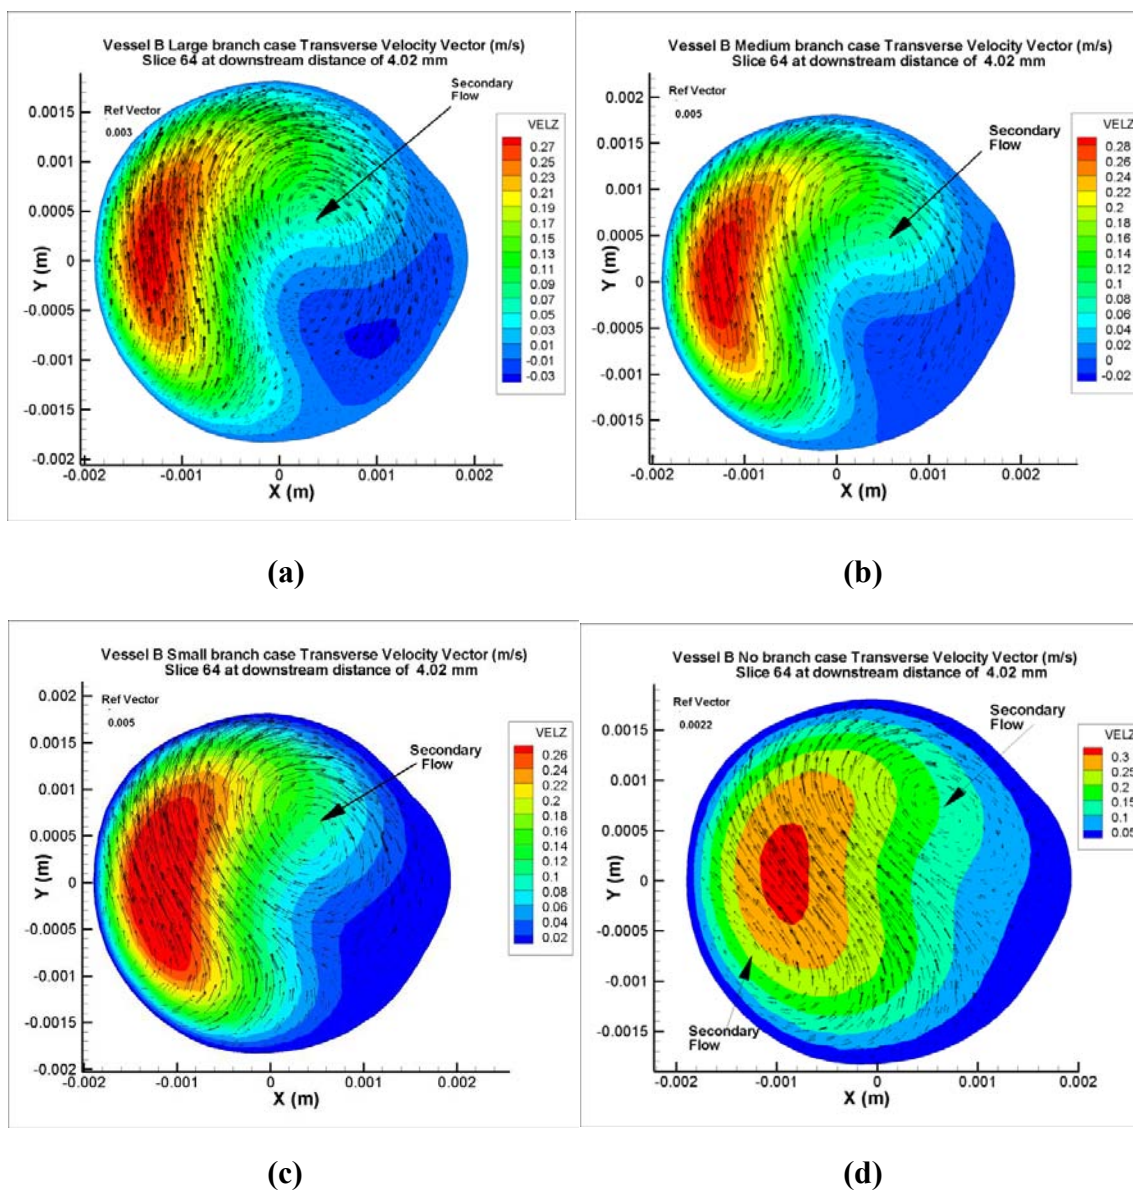 Vessel B Large branch case Transverse Velocity Vector (m/s)
Slice 64 at downstream distance of 4.02 mm
Ref Vector
0.003
Secondary
Flow
VELZ
0.27
0.27
0.23
0.21
0.19
0.17
0.15
0.13
0.11
0.09
0.07
0.05
0.03
-0.01
-0.03
0.0015
0.001
0.0005
0
-0.0005
-0.001
-0.0015
-0.002
Y (m)
-0.002 -0.001 0 0.001 0.002
X (m)
(a)
Vessel B Medium branch case Transverse Velocity Vector (m/s)
Slice 64 at downstream distance of 4.02 mm
Ref Vector
0.005
Secondary
Flow
VELZ
0.28
0.26
0.24
0.22
0.2
0.18
0.16
0.14
0.12
0.1
0.08
0.06
0.04
0.02
0
-0.02
0.002
0.0015
0.001
0.0005
0
-0.0005
-0.001
-0.0015
Y (m)
-0.002 -0.001 0 0.001 0.002
X (m)
(b)
Vessel B Small branch case Transverse Velocity Vector (m/s)
Slice 64 at downstream distance of 4.02 mm
Ref Vector
0.005
Secondary
Flow
VELZ
0.26
0.24
0.22
0.2
0.18
0.16
0.14
0.12
0.1
0.08
0.06
0.04
0.02
0.002
0.0015
0.001
0.0005
0
-0.0005
-0.001
-0.0015
-0.002
Y (m)
-0.002 -0.001 0 0.001 0.002
X (m)
(c)
Vessel B No branch case Transverse Velocity Vector (m/s)
Slice 64 at downstream distance of 4.02 mm
Ref Vector
0.0022
Secondary
Flow
VELZ
0.3
0.25
0.2
0.15
0.1
0.05
0.0015
0.001
0.0005
0
-0.0005
-0.001
-0.0015
Y (m)
Secondary
Flow
-0.002 -0.001 0 0.001 0.002
X (m)
(d)